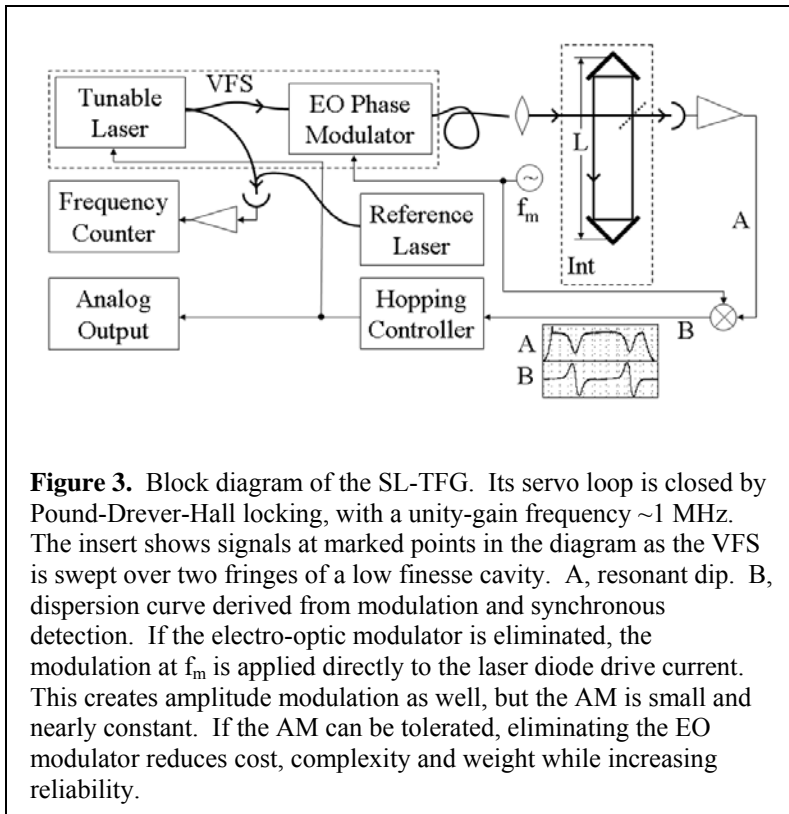 VFS
Tunable
Laser
EO Phase
Modulator
L
Int
A
~
f_m
Frequency
Counter
Reference
Laser
Analog
Output
Hopping
Controller
B
A
B
Figure 3. Block diagram of the SL-TFG. Its servo loop is closed by
Pound-Drever-Hall locking, with a unity-gain frequency ~1 MHz.
The insert shows signals at marked points in the diagram as the VFS
is swept over two fringes of a low finesse cavity. A, resonant dip. B,
dispersion curve derived from modulation and synchronous
detection. If the electro-optic modulator is eliminated, the
modulation at f_m is applied directly to the laser diode drive current.
This creates amplitude modulation as well, but the AM is small and
nearly constant. If the AM can be tolerated, eliminating the EO
modulator reduces cost, complexity and weight while increasing
reliability.